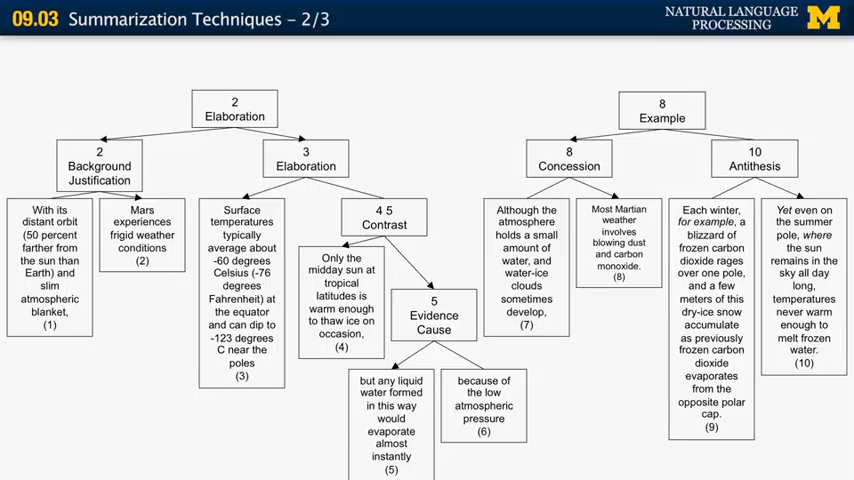 09.03 Summarization Techniques – 2/3
NATURAL LANGUAGE
PROCESSING
M
2
Elaboration
8
Example
2
Background
Justification
3
Elaboration
8
Concession
10
Antithesis
With its
distant orbit
(50 percent
farther from
the sun than
Earth) and
slim
atmospheric
blanket,
(1)
Mars
experiences
frigid weather
conditions
(2)
Surface
temperatures
typically
average about
-60 degrees
Celsius (-76
degrees
Fahrenheit) at
the equator
and can dip to
-123 degrees
C near the
poles
(3)
4 5
Contrast
Only the
midday sun at
tropical
latitudes is
warm enough
to thaw ice on
occasion,
(4)
5
Evidence
Cause
but any liquid
water formed
in this way
would
evaporate
almost
instantly
(5)
because of
the low
atmospheric
pressure
(6)
Although the
atmosphere
holds a small
amount of
water, and
water-ice
clouds
sometimes
develop,
(7)
Most Martian
weather
involves
blowing dust
and carbon
monoxide.
(8)
Each winter,
for example, a
blizzard of
frozen carbon
dioxide rages
over one pole,
and a few
meters of this
dry-ice snow
accumulate
as previously
frozen carbon
dioxide
evaporates
from the
opposite polar
cap.
(9)
Yet even on
the summer
pole, where
the sun
remains in the
sky all day
long,
temperatures
never warm
enough to
melt frozen
water.
(10)